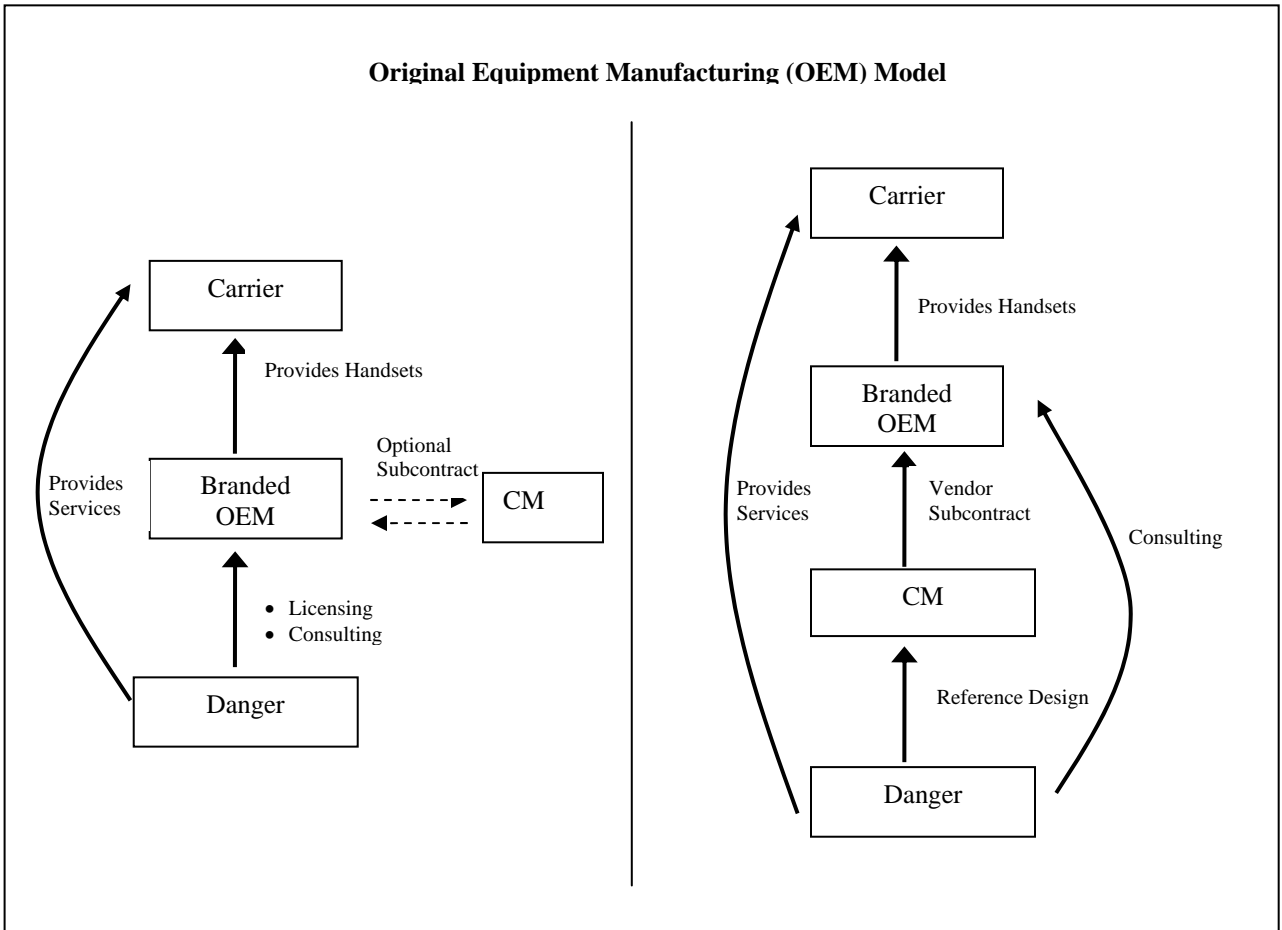 Original Equipment Manufacturing (OEM) Model
Carrier
Provides Handsets
Optional
Subcontract
Provides
Services
Branded
OEM
CM
• Licensing
• Consulting
Danger
Carrier
Provides Handsets
Branded
OEM
Provides
Services
Vendor
Subcontract
Consulting
CM
Reference Design
Danger